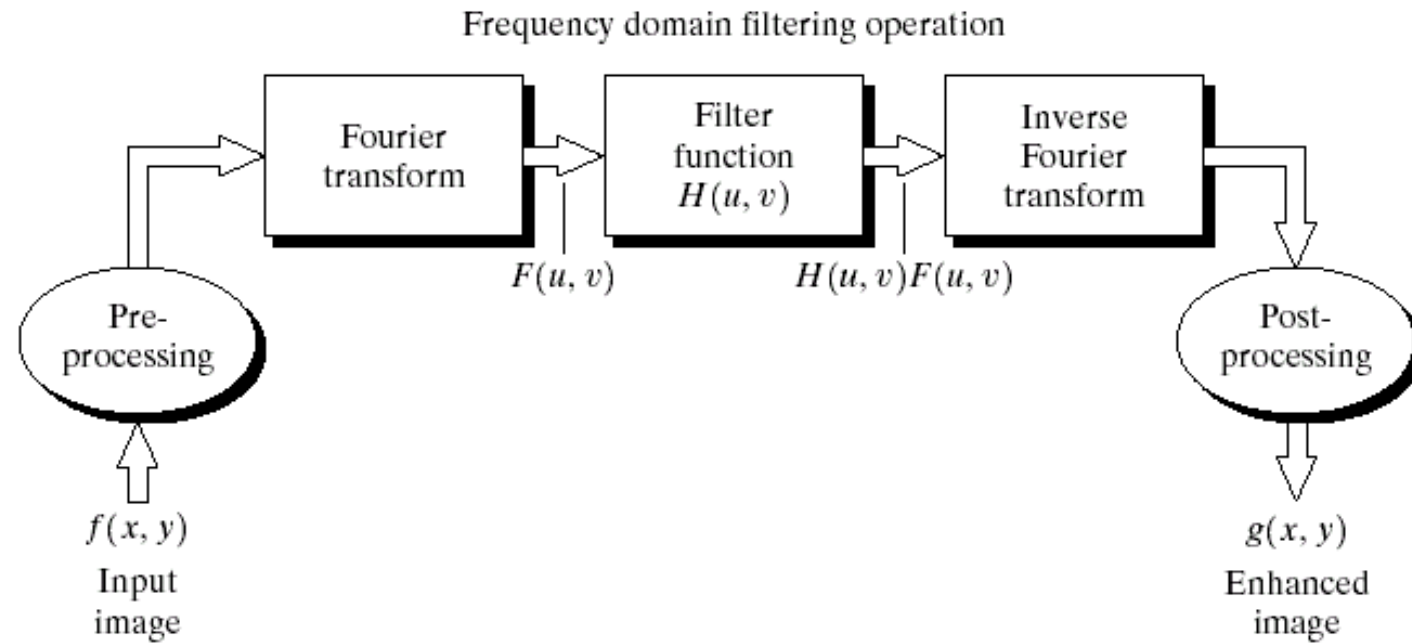 Frequency domain filtering operation
Fourier
transform
Filter
function
H(u, v)
Inverse
Fourier
transform
F(u, v)
H(u, v)F(u, v)
Pre-
processing
Post-
processing
f(x, y)
Input
image
g(x, y)
Enhanced
image